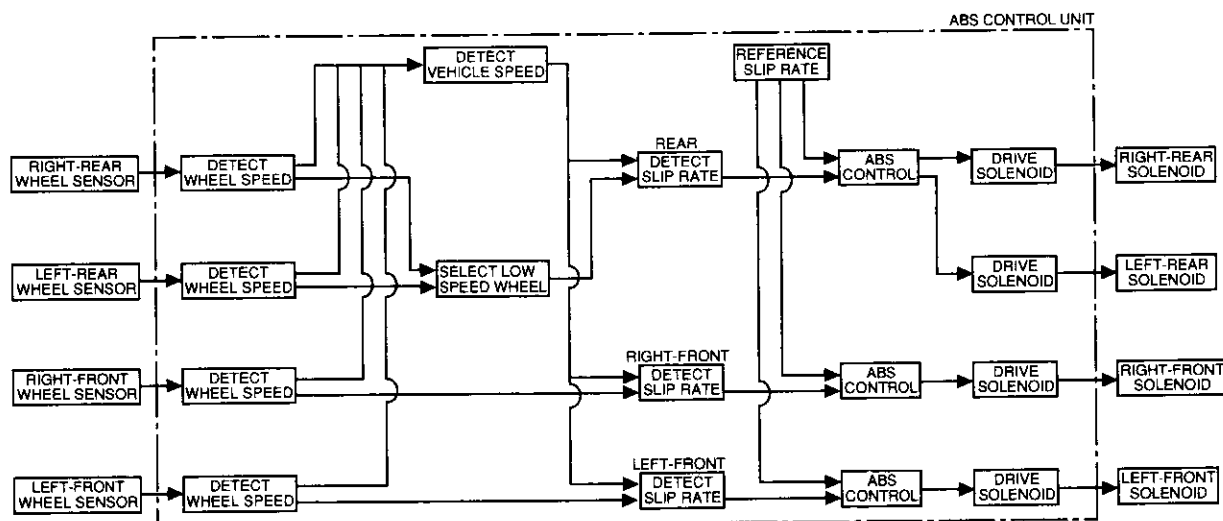 ABS CONTROL UNIT
DETECT
VEHICLE SPEED
REFERENCE
SLIP RATE
RIGHT-REAR
WHEEL SENSOR
DETECT
WHEEL SPEED
REAR
DETECT
SLIP RATE
ABS
CONTROL
DRIVE
SOLENOID
RIGHT-REAR
SOLENOID
LEFT-REAR
WHEEL SENSOR
DETECT
WHEEL SPEED
SELECT LOW
SPEED WHEEL
DRIVE
SOLENOID
LEFT-REAR
SOLENOID
RIGHT-FRONT
WHEEL SENSOR
DETECT
WHEEL SPEED
RIGHT-FRONT
DETECT
SLIP RATE
ABS
CONTROL
DRIVE
SOLENOID
RIGHT-FRONT
SOLENOID
LEFT-FRONT
WHEEL SENSOR
DETECT
WHEEL SPEED
LEFT-FRONT
DETECT
SLIP RATE
ABS
CONTROL
DRIVE
SOLENOID
LEFT-FRONT
SOLENOID